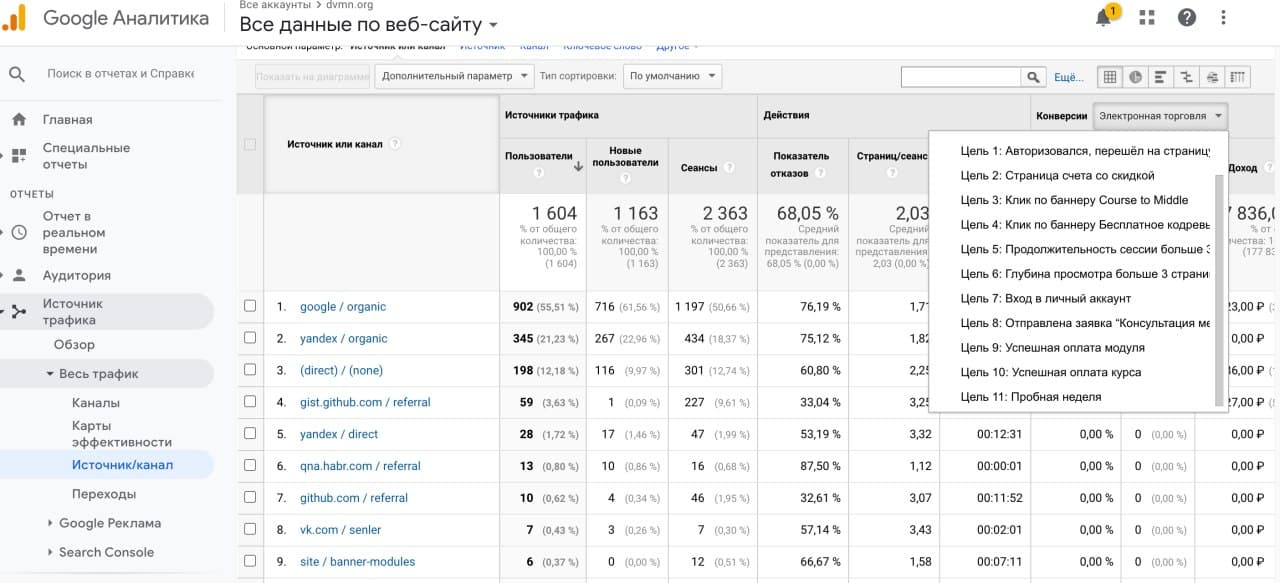 Google Аналитика
Все аккаунты > dvmn.org
Все данные по веб-сайту
1
Поиск в отчетах и Справке
Главная
Специальные
отчеты
ОТЧЕТЫ
Отчет в
реальном
времени
Аудитория
Источник
трафика
Обзор
Весь трафик
Каналы
Карты
эффективности
Источник/канал
Переходы
Google Реклама
Search Console
Основной параметр: Источник или канал Источник Канал Ключевое слово Другое
Показать на диаграмме Дополнительный параметр Тип сортировки: По умолчанию Ещё...
Источник или канал
Источники трафика
Действия
Конверсии Электронная торговля
Пользователи
Новые
пользователи
Сеансы
Показатель
отказов
Страниц/сеанс
Доход
Цель 1: Авторизовался, перешёл на страницу
Цель 2: Страница счета со скидкой
Цель 3: Клик по баннеру Course to Middle
Цель 4: Клик по баннеру Бесплатное кодревь
Цель 5: Продолжительность сессии больше 3
Цель 6: Глубина просмотра больше 3 страни
Цель 7: Вход в личный аккаунт
Цель 8: Отправлена заявка “Консультация ме
Цель 9: Успешная оплата модуля
Цель 10: Успешная оплата курса
Цель 11: Пробная неделя
1 604
% от общего
количества:
100,00 %
(1 604)
1 163
% от общего
количества:
100,00 %
(1 163)
2 363
% от общего
количества:
100,00 %
(2 363)
68,05 %
Средний
показатель для
представления:
68,05 % (0,00 %)
2,03
Средний
показатель для
представления:
2,03 (0,00 %)
7 836,0
% от
(177 83
1. google / organic 902 (55,51 %) 716 (61,56 %) 1 197 (50,66 %) 76,19 % 1,71 23,00 ₽
2. yandex / organic 345 (21,23 %) 267 (22,96 %) 434 (18,37 %) 75,12 % 1,82 0,00 ₽
3. (direct) / (none) 198 (12,18 %) 116 (9,97 %) 301 (12,74 %) 60,80 % 2,25 36,00 ₽
4. gist.github.com / referral 59 (3,63 %) 1 (0,09 %) 227 (9,61 %) 33,04 % 3,25 27,00 ₽
5. yandex / direct 28 (1,72 %) 17 (1,46 %) 47 (1,99 %) 53,19 % 3,32 00:12:31 0,00 % 0 (0,00 %) 0,00 ₽
6. qna.habr.com / referral 13 (0,80 %) 10 (0,86 %) 16 (0,68 %) 87,50 % 1,12 00:00:01 0,00 % 0 (0,00 %) 0,00 ₽
7. github.com / referral 10 (0,62 %) 4 (0,34 %) 46 (1,95 %) 32,61 % 3,07 00:11:52 0,00 % 0 (0,00 %) 0,00 ₽
8. vk.com / senler 7 (0,43 %) 3 (0,26 %) 7 (0,30 %) 57,14 % 3,43 00:02:01 0,00 % 0 (0,00 %) 0,00 ₽
9. site / banner-modules 6 (0,37 %) 0 (0,00 %) 12 (0,51 %) 66,67 % 1,58 00:07:11 0,00 % 0 (0,00 %) 0,00 ₽